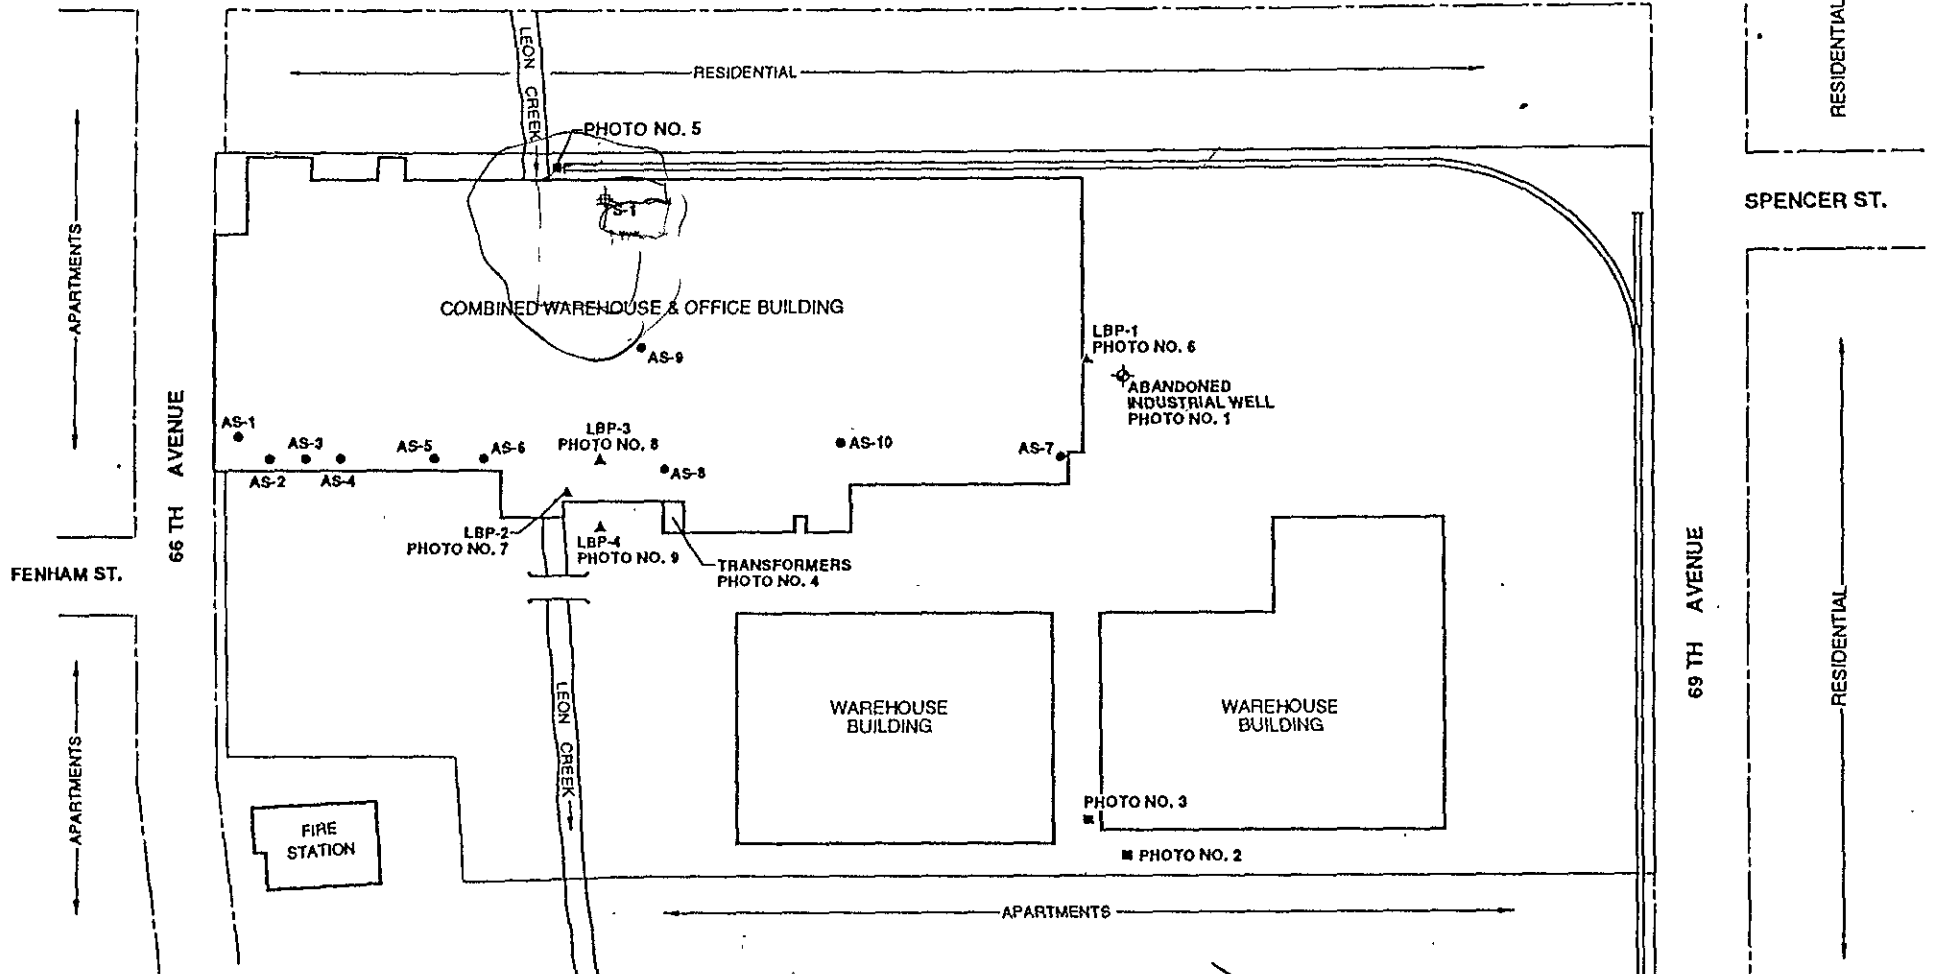 LEON CREEK
RESIDENTIAL
RESIDENTIAL
PHOTO NO. 5
SPENCER ST.
S-1
APARTMENTS
COMBINED WAREHOUSE & OFFICE BUILDING
AS-9
LBP-1
PHOTO NO. 6
ABANDONED
INDUSTRIAL WELL
PHOTO NO. 1
66 TH AVENUE
AS-1
AS-2
AS-3
AS-4
AS-5
AS-6
LBP-3
PHOTO NO. 8
AS-8
AS-10
AS-7
LBP-2
PHOTO NO. 7
LBP-4
PHOTO NO. 9
TRANSFORMERS
PHOTO NO. 4
FENHAM ST.
69 TH AVENUE
RESIDENTIAL
LEON CREEK
WAREHOUSE
BUILDING
WAREHOUSE
BUILDING
APARTMENTS
FIRE
STATION
PHOTO NO. 3
PHOTO NO. 2
APARTMENTS